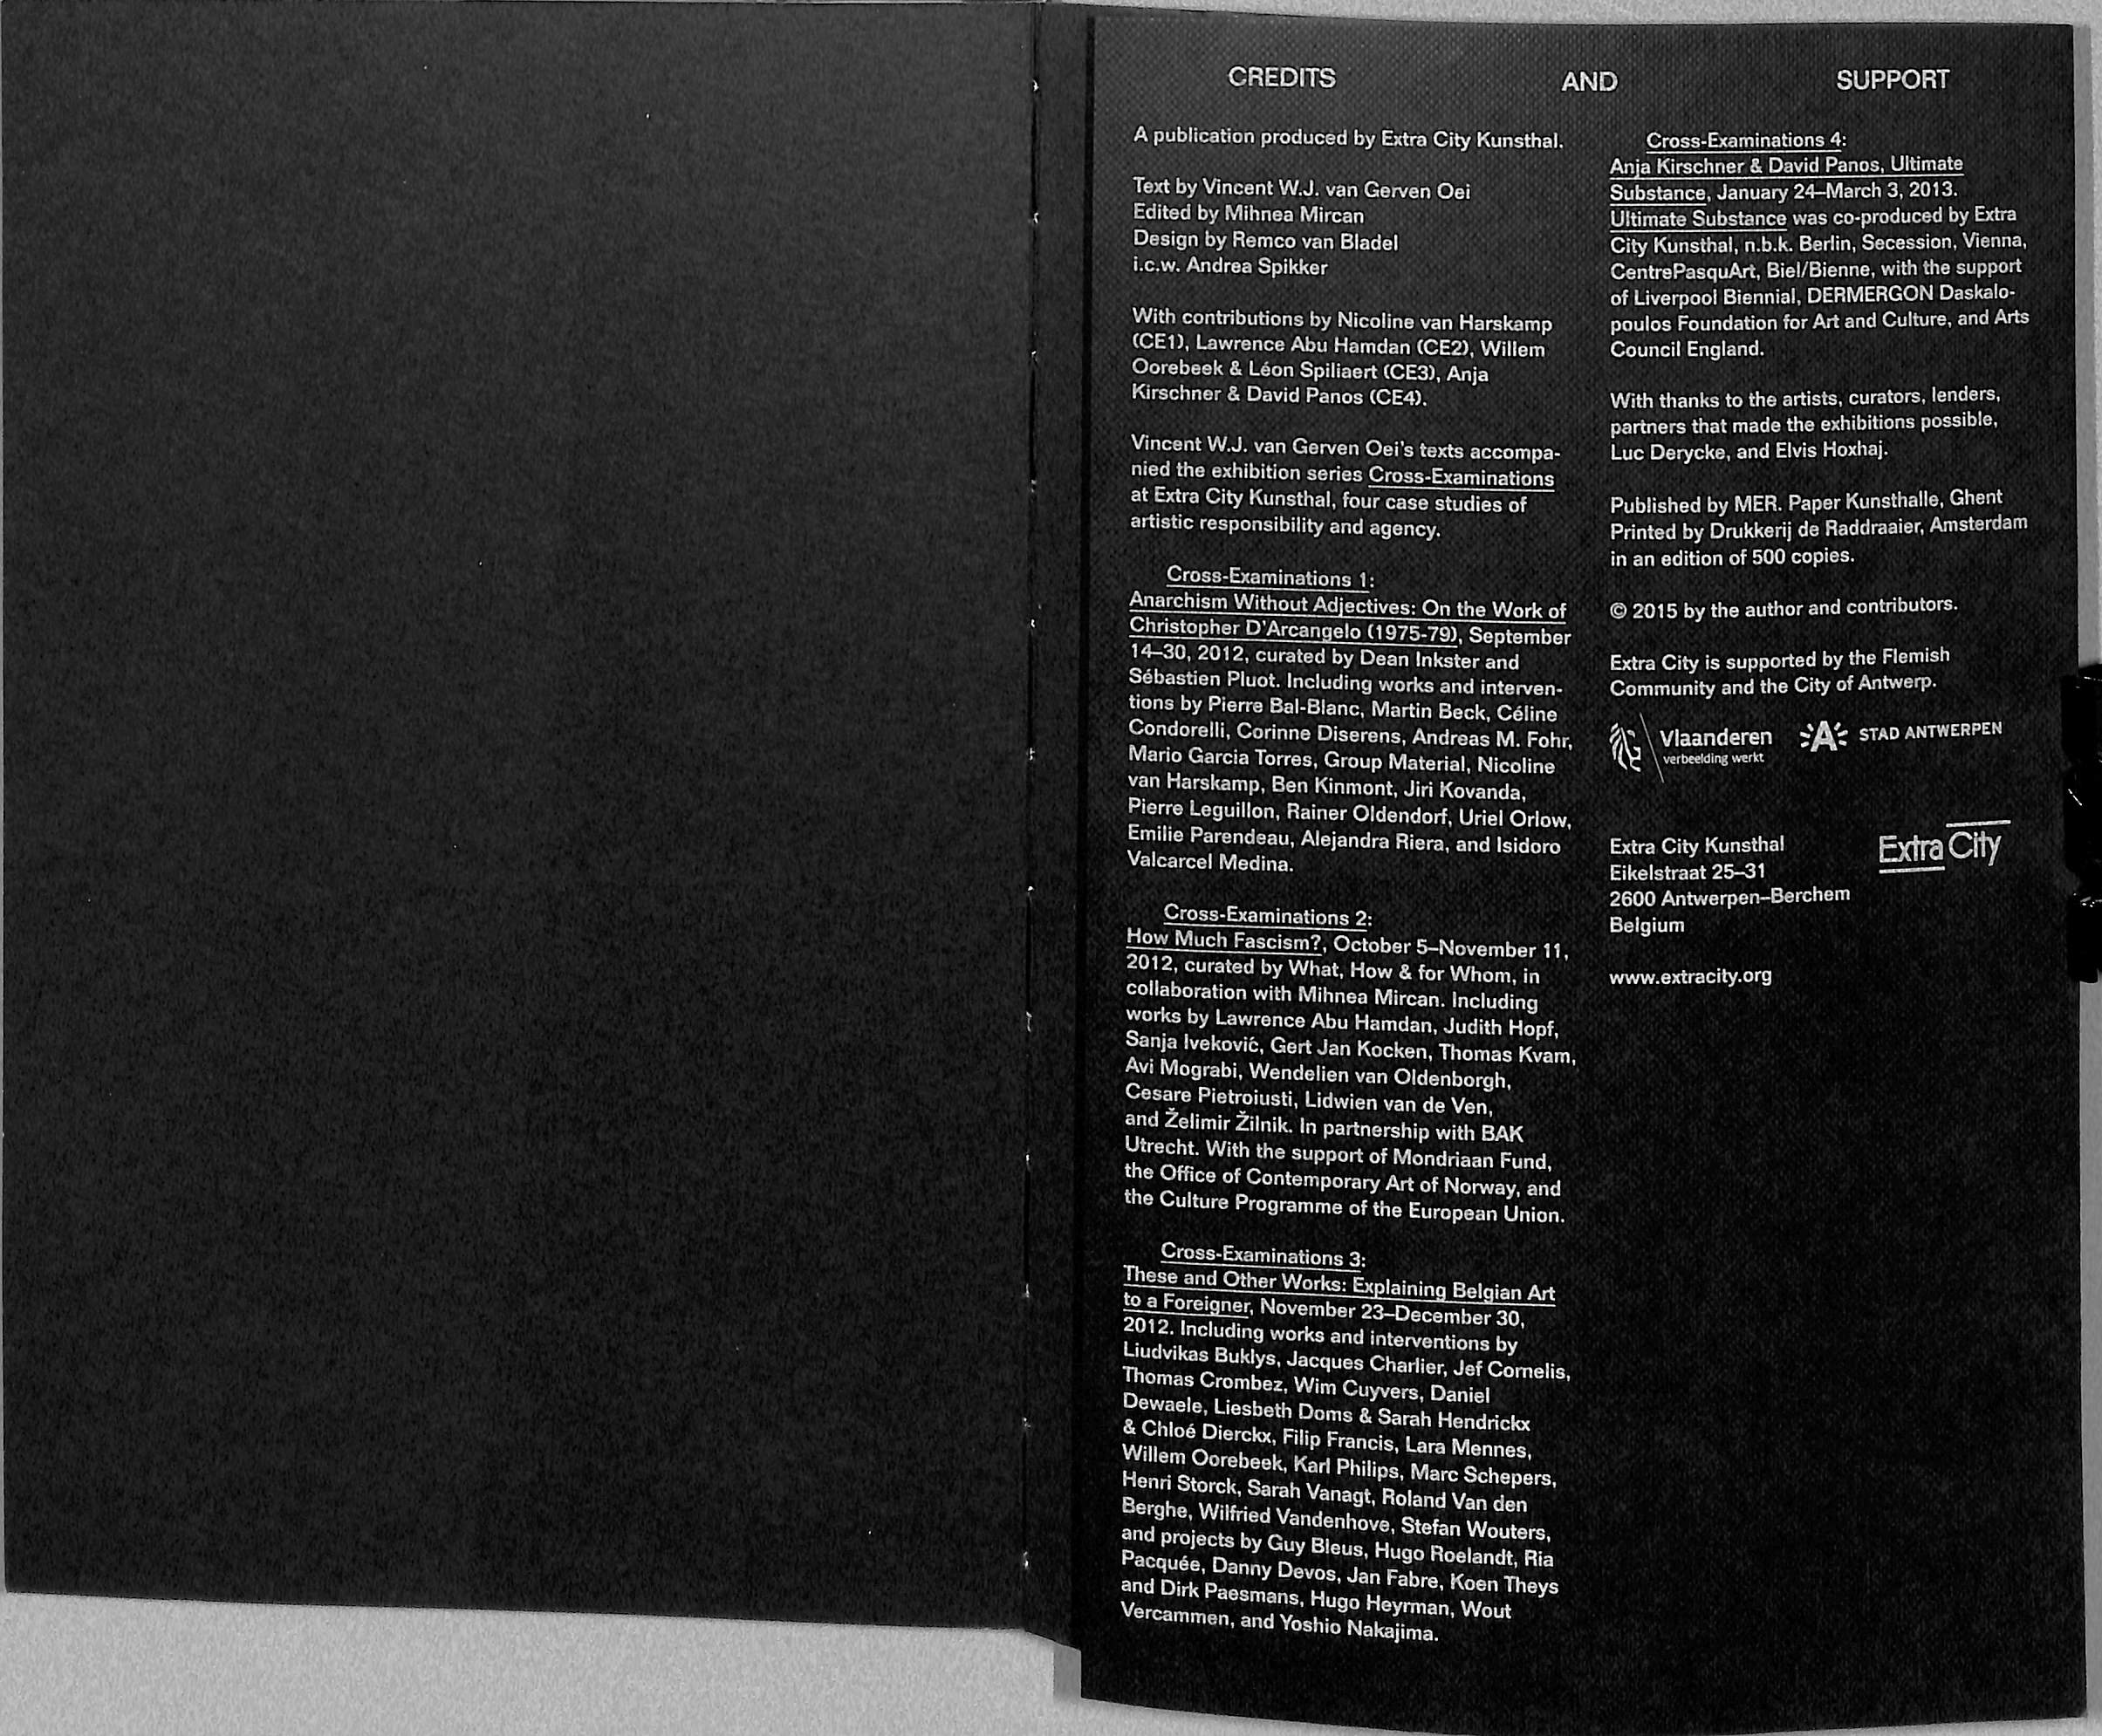 CREDITS AND SUPPORT
A publication produced by Extra City Kunsthal.
Text by Vincent W.J. van Gerven Oei
Edited by Mihnea Mircan
Design by Remco van Bladel
i.c.w. Andrea Spikker
With contributions by Nicoline van Harskamp
(CE1), Lawrence Abu Hamdan (CE2), Willem
Oorebeek & Léon Spiliaert (CE3), Anja
Kirschner & David Panos (CE4).
Vincent W.J. van Gerven Oei's texts accompa-
nied the exhibition series Cross-Examinations
at Extra City Kunsthal, four case studies of
artistic responsibility and agency.
Cross-Examinations 1:
Anarchism Without Adjectives: On the Work of
Christopher D'Arcangelo (1975-79), September
14–30, 2012, curated by Dean Inkster and
Sébastien Pluot. Including works and interven-
tions by Pierre Bal-Blanc, Martin Beck, Céline
Condorelli, Corinne Diserens, Andreas M. Fohr,
Mario Garcia Torres, Group Material, Nicoline
van Harskamp, Ben Kinmont, Jiri Kovanda,
Pierre Leguillon, Rainer Oldendorf, Uriel Orlow,
Emilie Parendeau, Alejandra Riera, and Isidoro
Valcarcel Medina.
Cross-Examinations 2:
How Much Fascism?, October 5–November 11,
2012, curated by What, How & for Whom, in
collaboration with Mihnea Mircan. Including
works by Lawrence Abu Hamdan, Judith Hopf,
Sanja Iveković, Gert Jan Kocken, Thomas Kvam,
Avi Mograbi, Wendelien van Oldenborgh,
Cesare Pietroiusti, Lidwien van de Ven,
and Želimir Žilnik. In partnership with BAK
Utrecht. With the support of Mondriaan Fund,
the Office of Contemporary Art of Norway, and
the Culture Programme of the European Union.
Cross-Examinations 3:
These and Other Works: Explaining Belgian Art
to a Foreigner, November 23–December 30,
2012. Including works and interventions by
Liudvikas Buklys, Jacques Charlier, Jef Cornelis,
Thomas Crombez, Wim Cuyvers, Daniel
Dewaele, Liesbeth Doms & Sarah Hendrickx
& Chloé Dierckx, Filip Francis, Lara Mennes,
Willem Oorebeek, Karl Philips, Marc Schepers,
Henri Storck, Sarah Vanagt, Roland Van den
Berghe, Wilfried Vandenhove, Stefan Wouters,
and projects by Guy Bleus, Hugo Roelandt, Ria
Pacquée, Danny Devos, Jan Fabre, Koen Theys
and Dirk Paesmans, Hugo Heyrman, Wout
Vercammen, and Yoshio Nakajima.
Cross-Examinations 4:
Anja Kirschner & David Panos, Ultimate
Substance, January 24–March 3, 2013.
Ultimate Substance was co-produced by Extra
City Kunsthal, n.b.k. Berlin, Secession, Vienna,
CentrePasquArt, Biel/Bienne, with the support
of Liverpool Biennial, DERMERGON Daskalo-
poulos Foundation for Art and Culture, and Arts
Council England.
With thanks to the artists, curators, lenders,
partners that made the exhibitions possible,
Luc Derycke, and Elvis Hoxhaj.
Published by MER. Paper Kunsthalle, Ghent
Printed by Drukkerij de Raddraaier, Amsterdam
in an edition of 500 copies.
© 2015 by the author and contributors.
Extra City is supported by the Flemish
Community and the City of Antwerp.
Vlaanderen
verbeelding werkt
A STAD ANTWERPEN
Extra City Kunsthal
Eikelstraat 25–31
2600 Antwerpen–Berchem
Belgium
Extra City
www.extracity.org